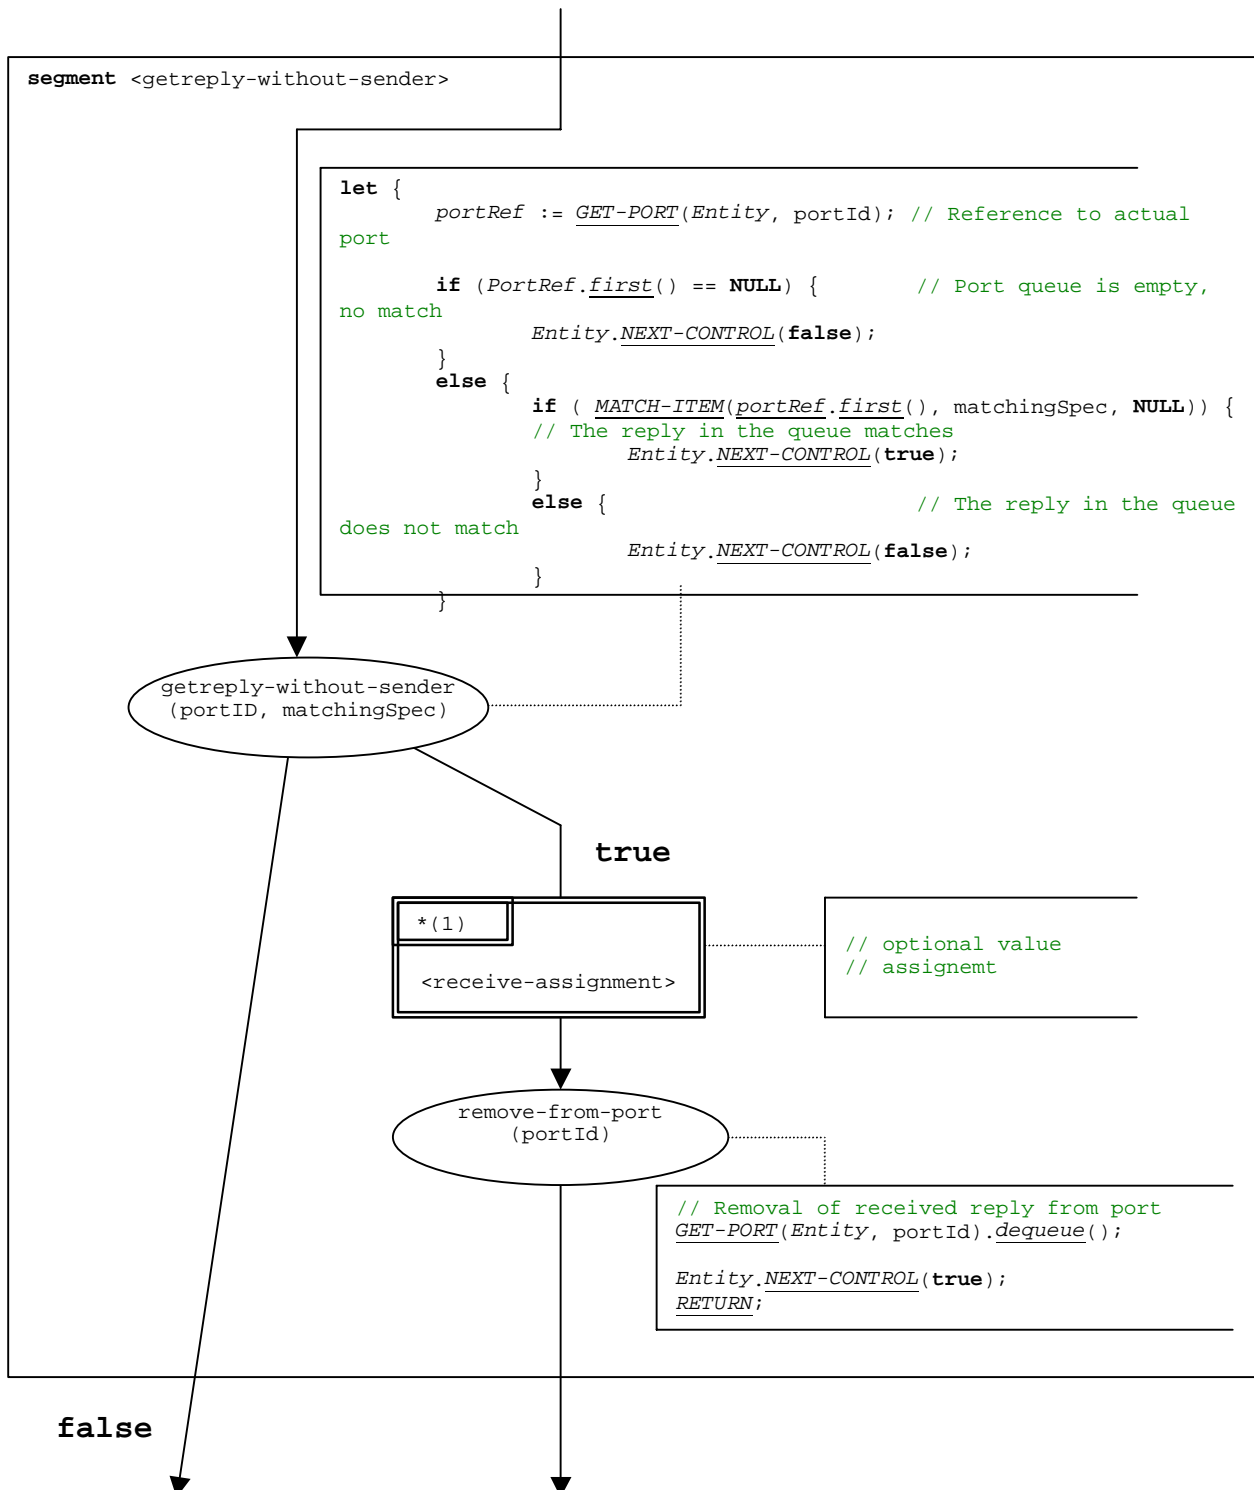 segment <getreply-without-sender>
let {
portRef := GET-PORT(Entity, portId); // Reference to actual
port
if (PortRef.first() == NULL) { // Port queue is empty,
no match
Entity.NEXT-CONTROL(false);
}
else {
if ( MATCH-ITEM(portRef.first(), matchingSpec, NULL)) {
// The reply in the queue matches
Entity.NEXT-CONTROL(true);
}
else { // The reply in the queue
does not match
Entity.NEXT-CONTROL(false);
}
}
getreply-without-sender
(portID, matchingSpec)
true
*(1)
<receive-assignment>
// optional value
// assignemt
remove-from-port
(portId)
// Removal of received reply from port
GET-PORT(Entity, portId).dequeue();
Entity.NEXT-CONTROL(true);
RETURN;
false